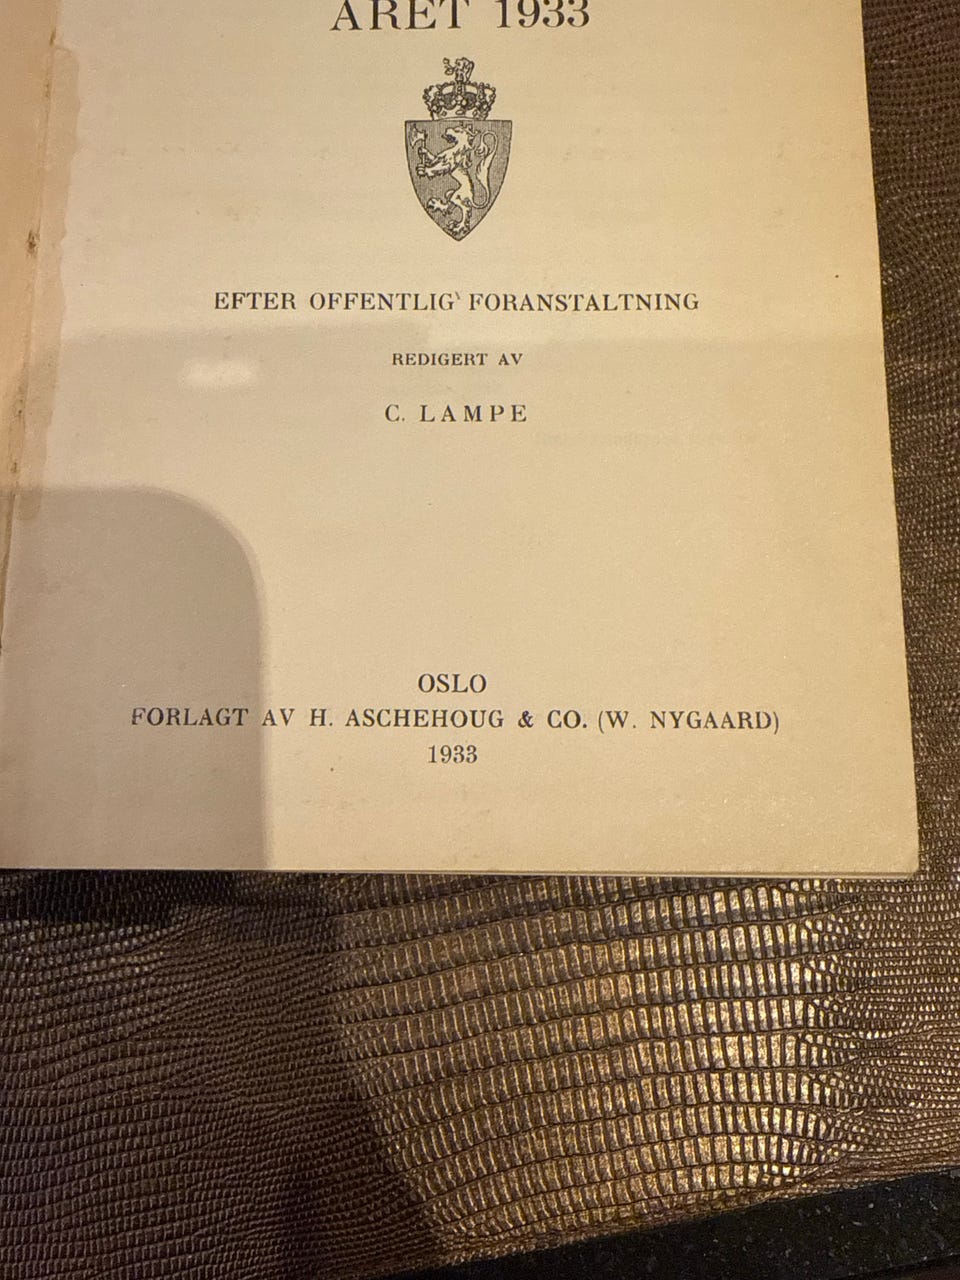 ÅRET 1933
EFTER OFFENTLIG FORANSTALTNING
REDIGERT AV
C. LAMPE
OSLO
FORLAGT AV H. ASCHEHOUG & CO. (W. NYGAARD)
1933